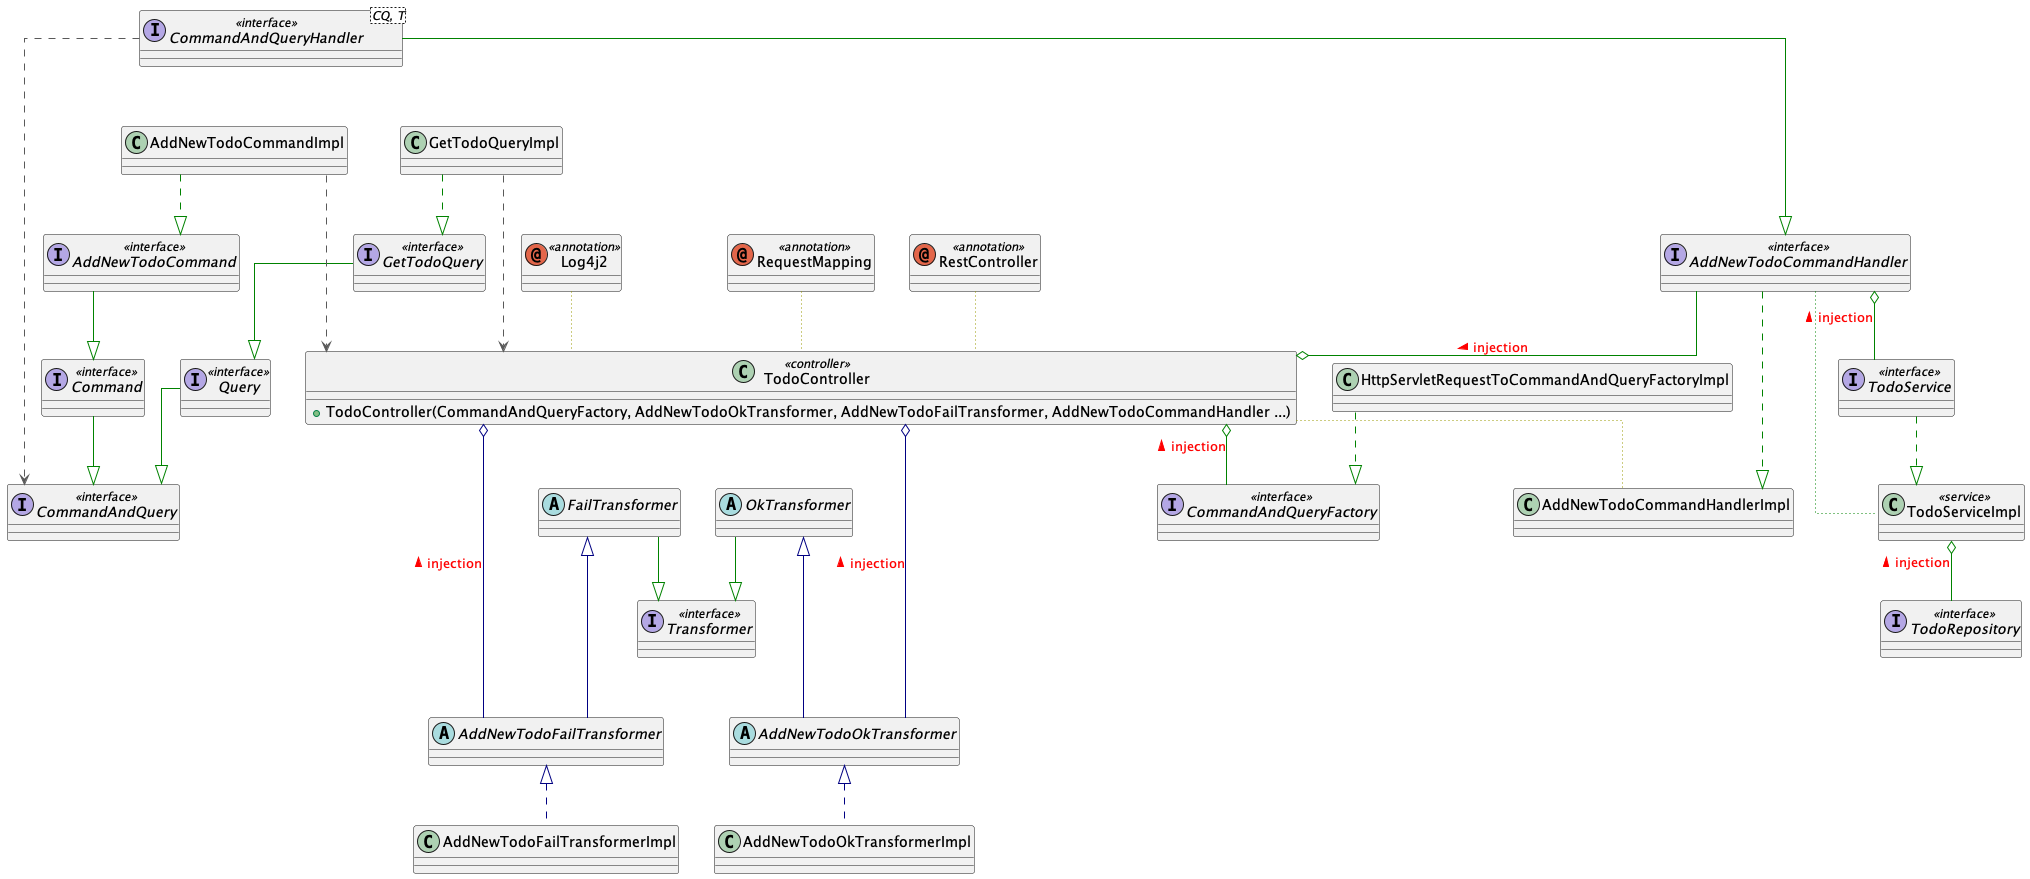 CQ, T
«interface»
I CommandAndQueryHandler
C AddNewTodoCommandImpl
C GetTodoQueryImpl
«interface»
I AddNewTodoCommand
«interface»
I GetTodoQuery
«annotation»
@ Log4j2
«annotation»
@ RequestMapping
«annotation»
@ RestController
«interface»
I AddNewTodoCommandHandler
injection
injection
«interface»
I Command
«interface»
I Query
«controller»
C TodoController
TodoController(CommandAndQueryFactory, AddNewTodoOkTransformer, AddNewTodoFailTransformer, AddNewTodoCommandHandler ...)
C HttpServletRequestToCommandAndQueryFactoryImpl
«interface»
I TodoService
injection
«interface»
I CommandAndQuery
A FailTransformer
A OkTransformer
«interface»
I CommandAndQueryFactory
C AddNewTodoCommandHandlerImpl
«service»
C TodoServiceImpl
injection
injection
injection
«interface»
I Transformer
«interface»
I TodoRepository
A AddNewTodoFailTransformer
A AddNewTodoOkTransformer
C AddNewTodoFailTransformerImpl
C AddNewTodoOkTransformerImpl